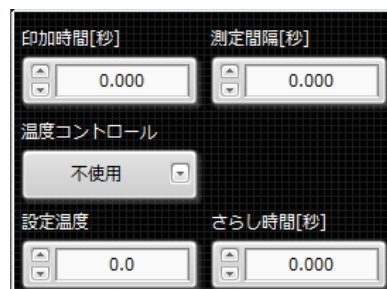 印加時間[秒] 測定間隔[秒]
0.000 0.000
温度コントロール
不使用
設定温度 さらし時間[秒]
0.0 0.000